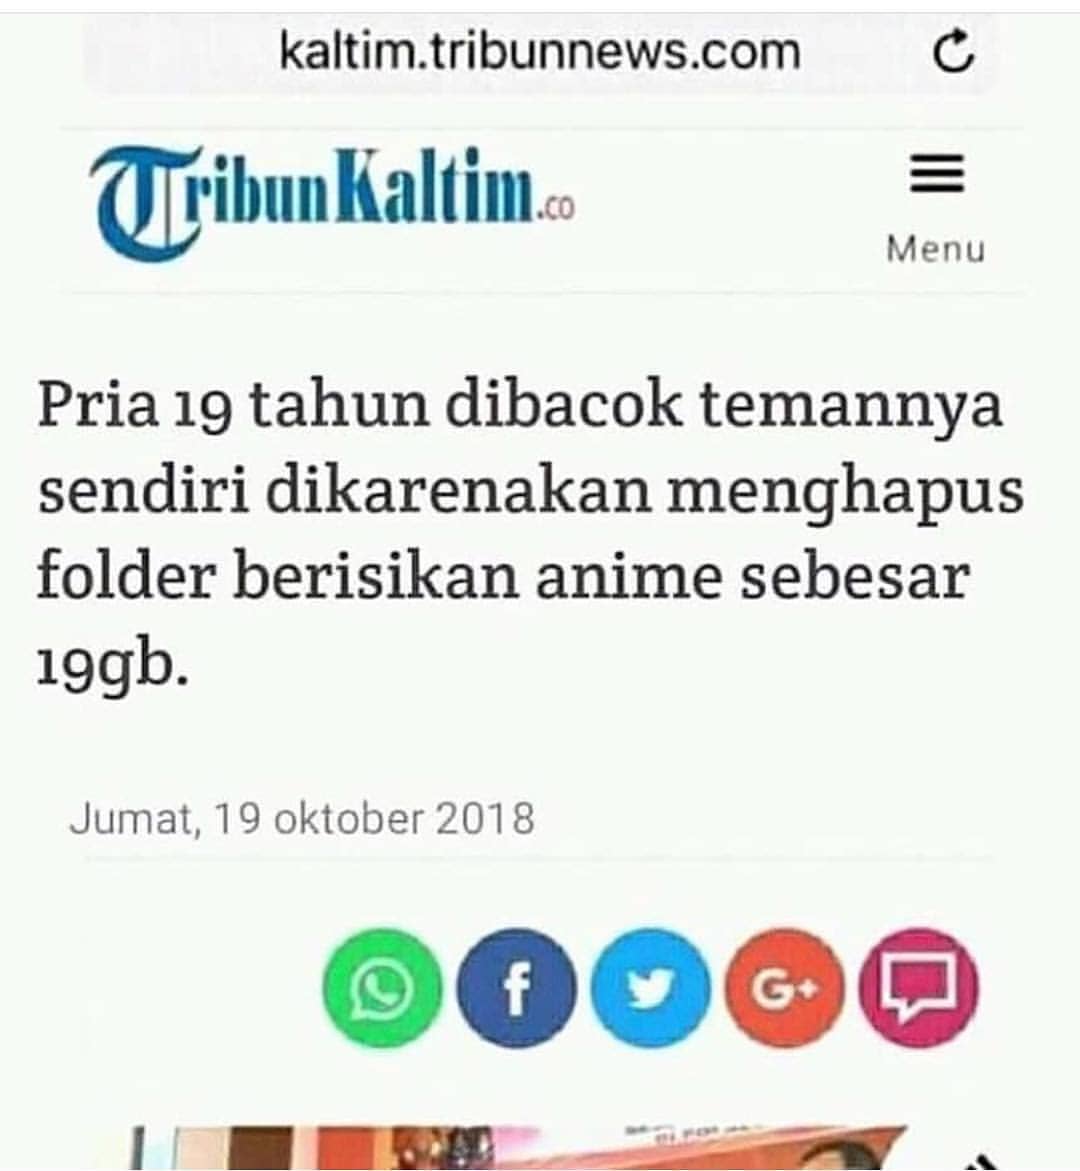 kaltim.tribunnews.com
TribunKaltim.co
Menu
Pria 19 tahun dibacok temannya
sendiri dikarenakan menghapus
folder berisikan anime sebesar
19gb.
Jumat, 19 oktober 2018
f
G+